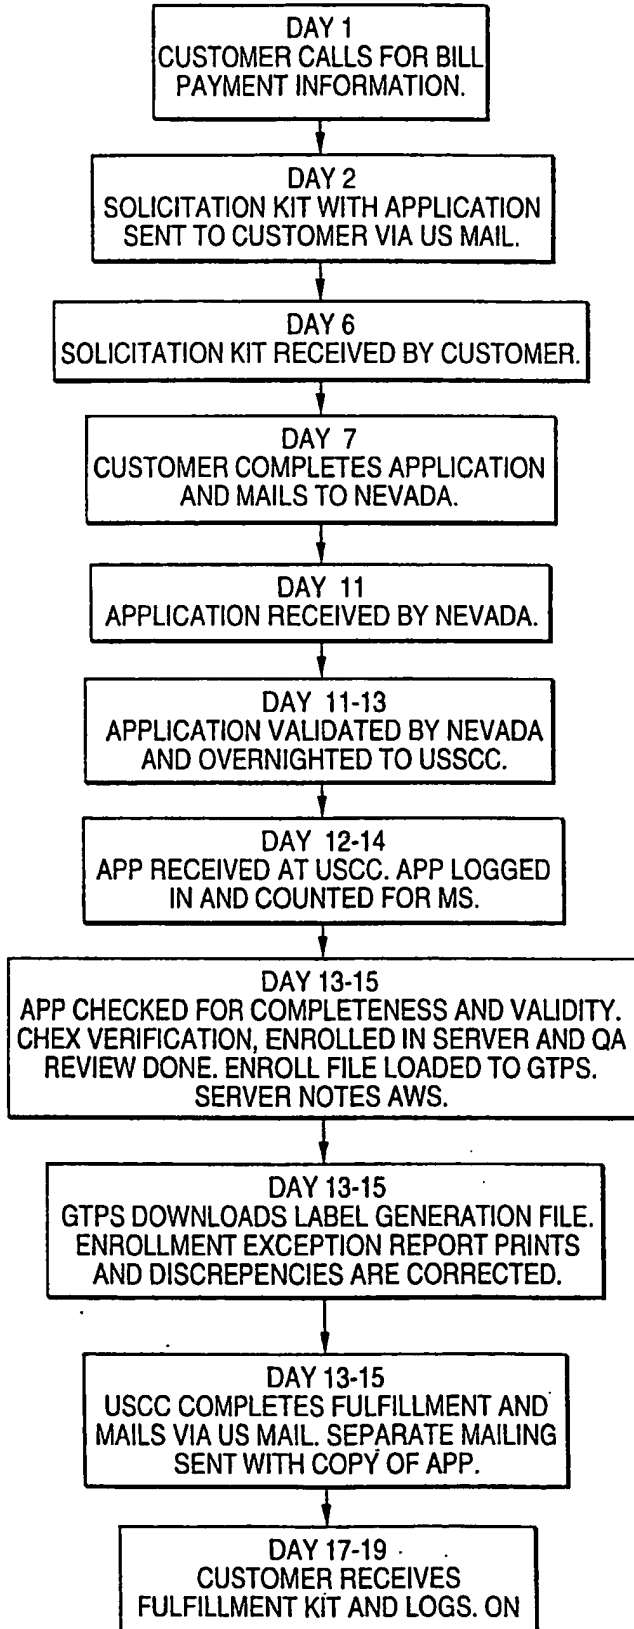 DAY 1
CUSTOMER CALLS FOR BILL
PAYMENT INFORMATION.
DAY 2
SOLICITATION KIT WITH APPLICATION
SENT TO CUSTOMER VIA US MAIL.
DAY 6
SOLICITATION KIT RECEIVED BY CUSTOMER.
DAY 7
CUSTOMER COMPLETES APPLICATION
AND MAILS TO NEVADA.
DAY 11
APPLICATION RECEIVED BY NEVADA.
DAY 11-13
APPLICATION VALIDATED BY NEVADA
AND OVERNIGHTED TO USSCC.
DAY 12-14
APP RECEIVED AT USCC. APP LOGGED
IN AND COUNTED FOR MS.
DAY 13-15
APP CHECKED FOR COMPLETENESS AND VALIDITY.
CHEX VERIFICATION, ENROLLED IN SERVER AND QA
REVIEW DONE. ENROLL FILE LOADED TO GTPS.
SERVER NOTES AWS.
DAY 13-15
GTPS DOWNLOADS LABEL GENERATION FILE.
ENROLLMENT EXCEPTION REPORT PRINTS
AND DISCREPENCIES ARE CORRECTED.
DAY 13-15
USCC COMPLETES FULFILLMENT AND
MAILS VIA US MAIL. SEPARATE MAILING
SENT WITH COPY OF APP.
DAY 17-19
CUSTOMER RECEIVES
FULFILLMENT KIT AND LOGS. ON